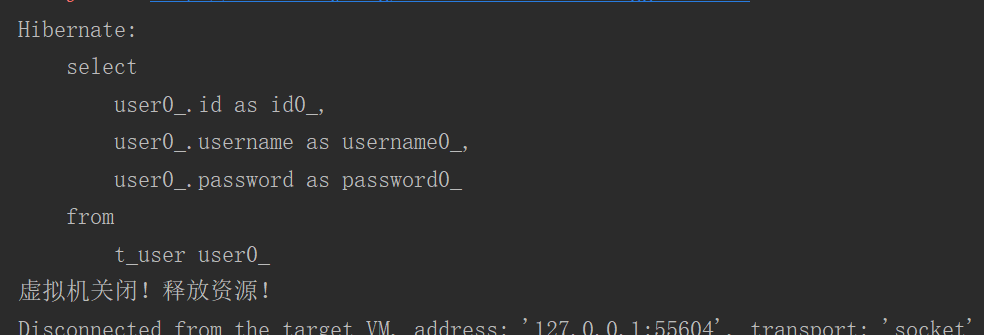 Hibernate:
select
user0_.id as id0_,
user0_.username as username0_,
user0_.password as password0_
from
t_user user0_
虚拟机关闭！释放资源！
Disconnected from the target VM, address: '127.0.0.1:55604', transport: 'socket'